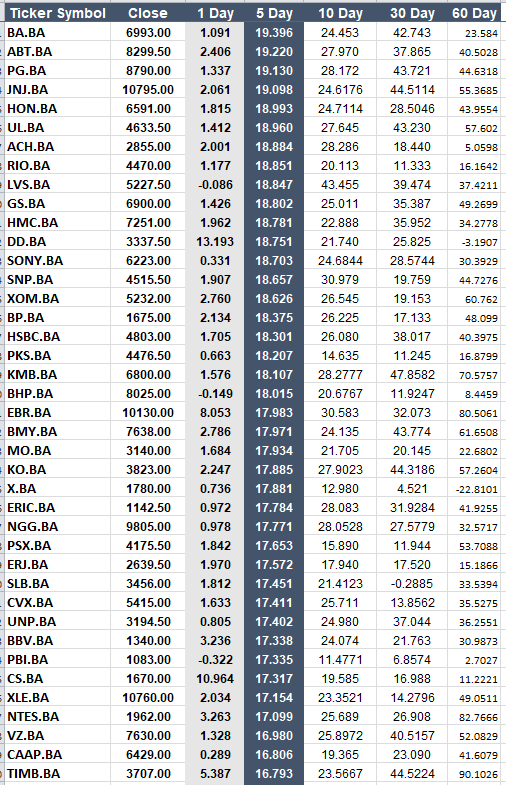 Ticker Symbol Close 1 Day 5 Day 10 Day 30 Day 60 Day
BA.BA 6993.00 1.091 19.396 24.453 42.743 23.584
ABT.BA 8299.50 2.406 19.220 27.970 37.865 40.5028
PG.BA 8790.00 1.337 19.130 28.172 43.721 44.6318
JNJ.BA 10795.00 2.061 19.098 24.6176 44.5114 55.3685
HON.BA 6591.00 1.815 18.993 24.7114 28.5046 43.9554
UL.BA 4633.50 1.412 18.960 27.645 43.230 57.602
ACH.BA 2855.00 2.001 18.884 28.286 18.440 5.0598
RIO.BA 4470.00 1.177 18.851 20.113 11.333 16.1642
LVS.BA 5227.50 -0.086 18.847 43.455 39.474 37.4211
GS.BA 6900.00 1.426 18.802 25.011 35.387 49.2699
HMC.BA 7251.00 1.962 18.781 22.888 35.952 34.2778
DD.BA 3337.50 13.193 18.751 21.740 25.825 -3.1907
SONY.BA 6223.00 0.331 18.703 24.6844 28.5744 30.3929
SNP.BA 4515.50 1.907 18.657 30.979 19.759 44.7276
XOM.BA 5232.00 2.760 18.626 26.545 19.153 60.762
BP.BA 1675.00 2.134 18.375 26.225 17.133 48.099
HSBC.BA 4803.00 1.705 18.301 26.080 38.017 40.3975
PKS.BA 4476.50 0.663 18.207 14.635 11.245 16.8799
KMB.BA 6800.00 1.576 18.107 28.2777 47.8582 70.5757
BHP.BA 8025.00 -0.149 18.015 20.6767 11.9247 8.4459
EBR.BA 10130.00 8.053 17.983 30.583 32.073 80.5061
BMY.BA 7638.00 2.786 17.971 24.135 43.774 61.6508
MO.BA 3140.00 1.684 17.934 21.705 20.145 22.6802
KO.BA 3823.00 2.247 17.885 27.9023 44.3186 57.2604
X.BA 1780.00 0.736 17.881 12.980 4.521 -22.8101
ERIC.BA 1142.50 0.972 17.784 28.083 31.9284 41.9255
NGG.BA 9805.00 0.978 17.771 28.0528 27.5779 32.5717
PSX.BA 4175.50 1.842 17.653 15.890 11.944 53.7088
ERJ.BA 2639.50 1.970 17.572 17.940 17.520 15.1866
SLB.BA 3456.00 1.812 17.451 21.4123 -0.2885 33.5394
CVX.BA 5415.00 1.633 17.411 25.711 13.8562 35.5275
UNP.BA 3194.50 0.805 17.402 24.980 37.044 36.2551
BBV.BA 1340.00 3.236 17.338 24.074 21.763 30.9873
PBI.BA 1083.00 -0.322 17.335 11.4771 6.8574 2.7027
CS.BA 1670.00 10.964 17.317 19.585 16.988 11.2221
XLE.BA 10760.00 2.034 17.154 23.3521 14.2796 49.0511
NTES.BA 1962.00 3.263 17.099 25.689 26.908 82.7666
VZ.BA 7630.00 1.328 16.980 25.8972 40.5157 52.0829
CAAP.BA 6429.00 0.289 16.806 19.365 23.090 41.6079
TIMB.BA 3707.00 5.387 16.793 23.5667 44.5224 90.1026